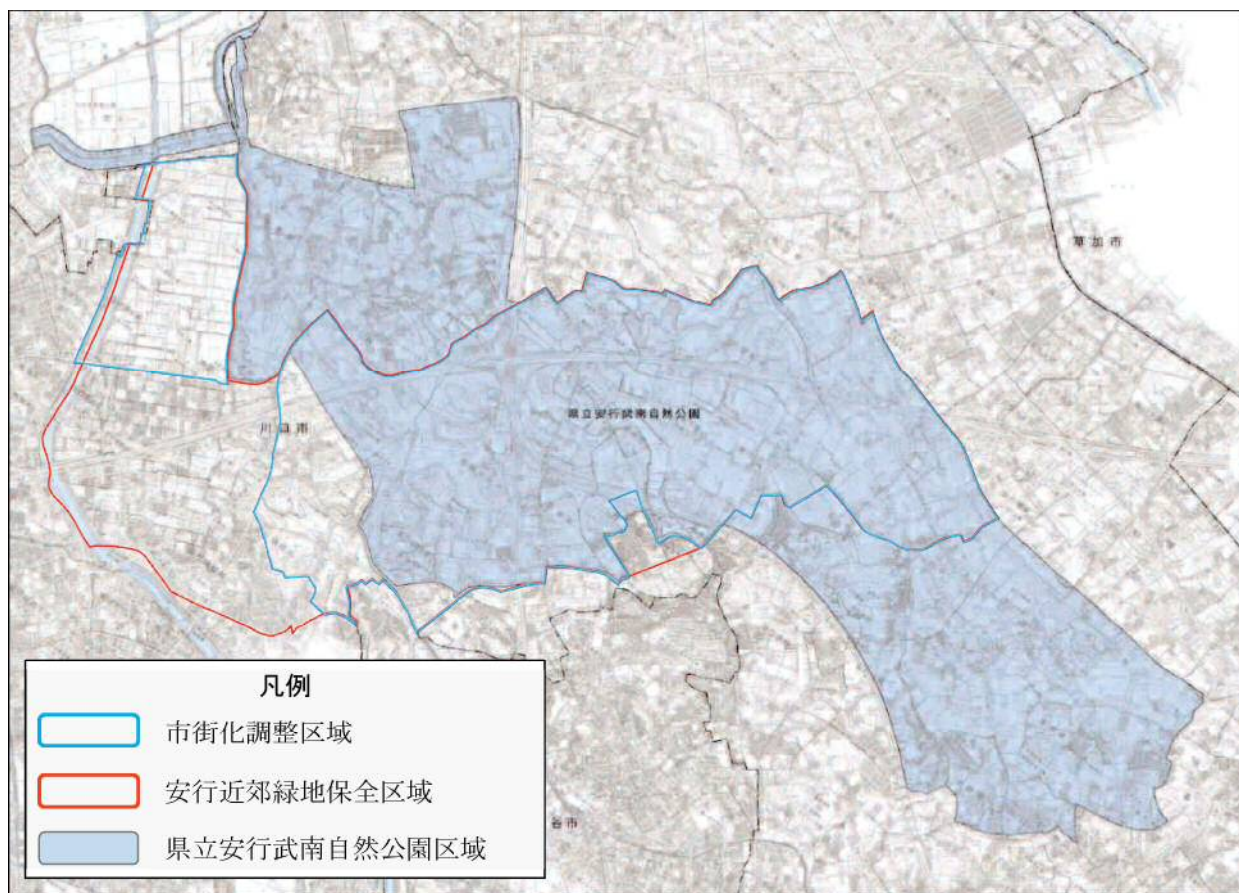 草加市
県立安行武南自然公園
川口市
谷市
凡例
市街化調整区域
安行近郊緑地保全区域
県立安行武南自然公園区域